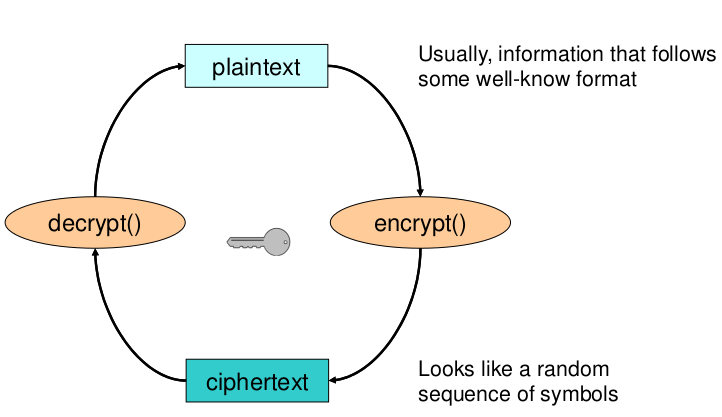 plaintext
Usually, information that follows
some well-know format
decrypt()
encrypt()
ciphertext
Looks like a random
sequence of symbols